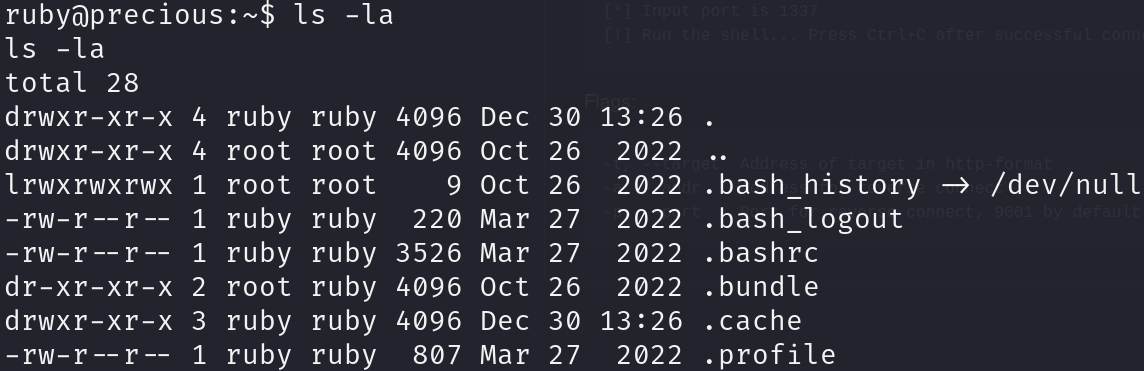 ruby@precious:~$ ls -la
[*] Input port is 1337
ls -la
[!] Run the shell... Press Ctrl+C after successful conn
total 28
Flags:
drwxr-xr-x 4 ruby ruby 4096 Dec 30 13:26 .
drwxr-xr-x 4 root root 4096 Oct 26  2022 ..
Address of target in http-format
lrwxrwxrwx 1 root root    9 Oct 26  2022 .bash_history → /dev/null
-rw-r--r-- 1 ruby ruby  220 Mar 27  2022 .bash_logout
connect, 9001 by default
-rw-r--r-- 1 ruby ruby 3526 Mar 27  2022 .bashrc
dr-xr-xr-x 2 root ruby 4096 Oct 26  2022 .bundle
drwxr-xr-x 3 ruby ruby 4096 Dec 30 13:26 .cache
-rw-r--r-- 1 ruby ruby  807 Mar 27  2022 .profile